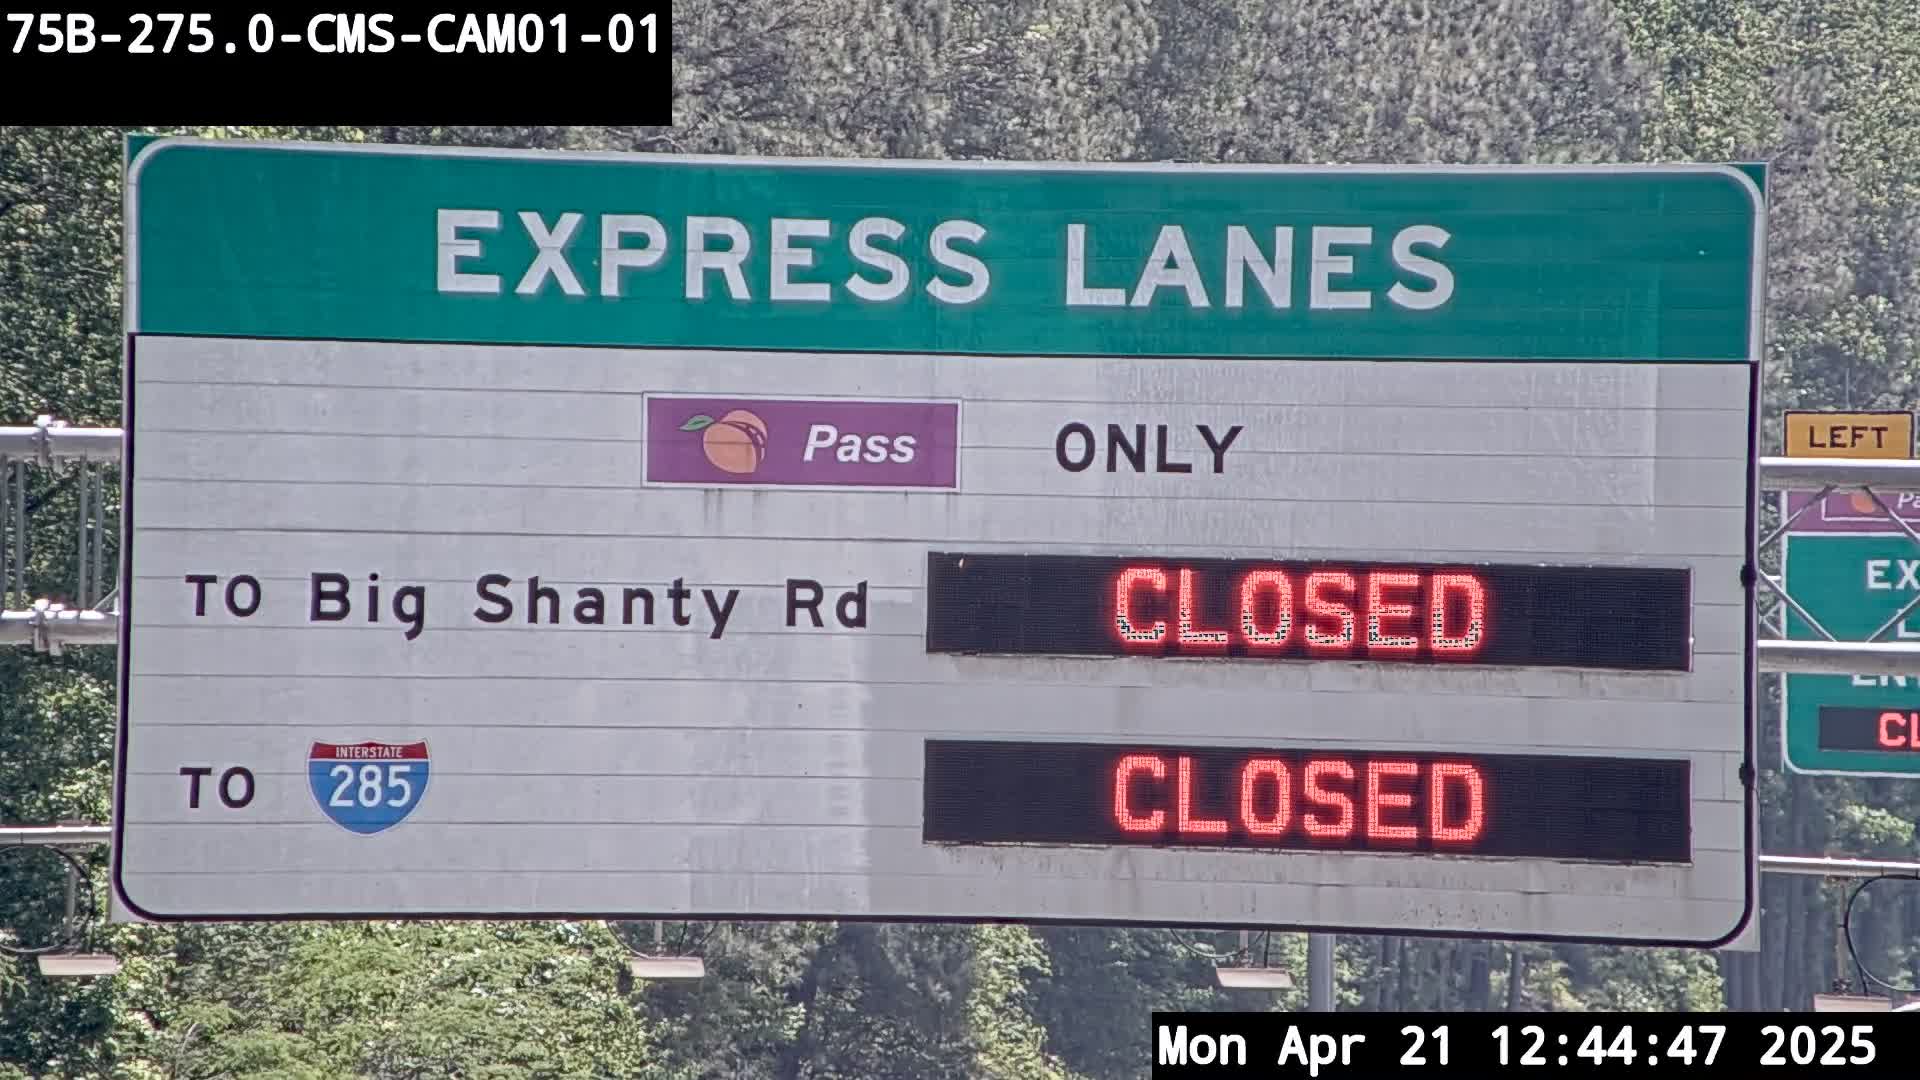 75B-275.0-CMS-CAM01-01
EXPRESS LANES
Pass ONLY
TO Big Shanty Rd CLOSED
TO INTERSTATE 285 CLOSED
LEFT
Mon Apr 21 12:44:47 2025